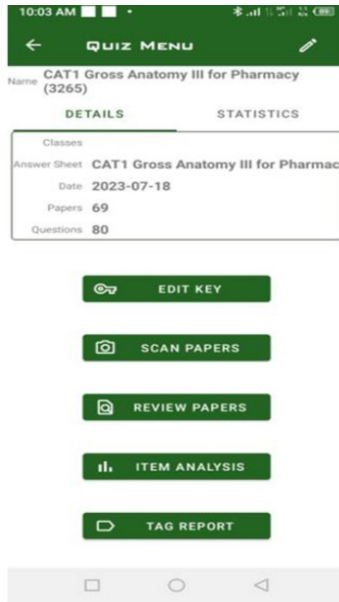 10:03 AM
QUIZ MENU
Name CAT1 Gross Anatomy III for Pharmacy
(3265)
DETAILS STATISTICS
Classes
Answer Sheet CAT1 Gross Anatomy III for Pharmac
Date 2023-07-18
Papers 69
Questions 80
EDIT KEY
SCAN PAPERS
REVIEW PAPERS
ITEM ANALYSIS
TAG REPORT